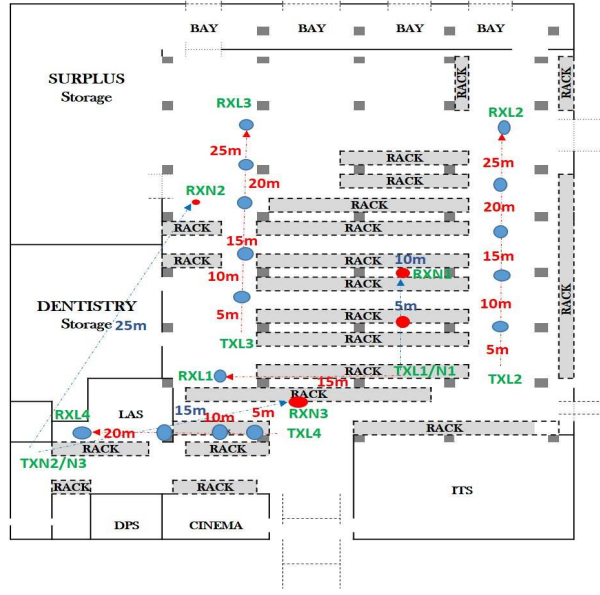 BAY BAY BAY BAY
SURPLUS
Storage
RACK
RACK
RXL3
RXL2
25m
25m
RACK
20m
RACK
RXN2
20m
RACK
RACK
RACK
15m
15m
RACK
RACK
10m
10m
RXN1
RACK
RACK
DENTISTRY
Storage
25m
5m
5m
10m
RACK
5m
TXL3
RACK
RXL1
15m
RACK
TXL1/N1
TXL2
RACK
RXL4
LAS
15m
10m
5m
RXN3
20m
TXL4
RACK
TXN2/N3
RACK
RACK
RACK
RACK
ITS
DPS
CINEMA